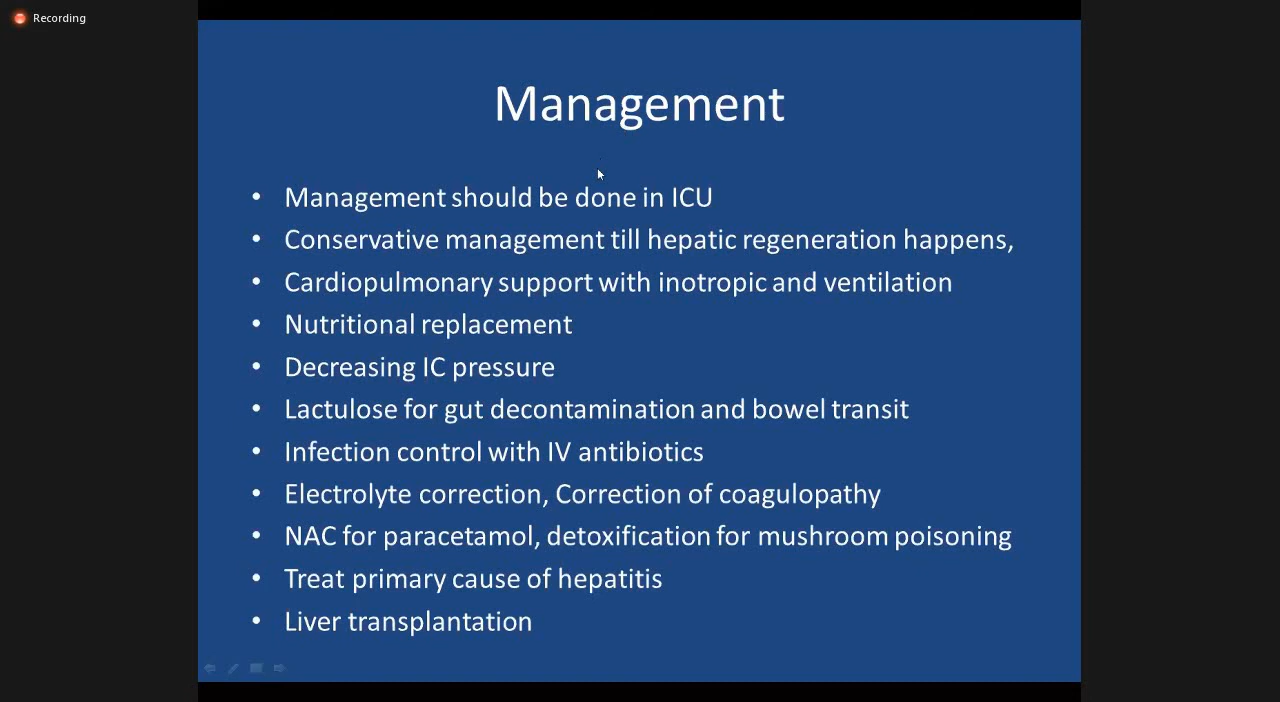 Recording
Management
• Management should be done in ICU
• Conservative management till hepatic regeneration happens,
• Cardiopulmonary support with inotropic and ventilation
• Nutritional replacement
• Decreasing IC pressure
• Lactulose for gut decontamination and bowel transit
• Infection control with IV antibiotics
• Electrolyte correction, Correction of coagulopathy
• NAC for paracetamol, detoxification for mushroom poisoning
• Treat primary cause of hepatitis
• Liver transplantation